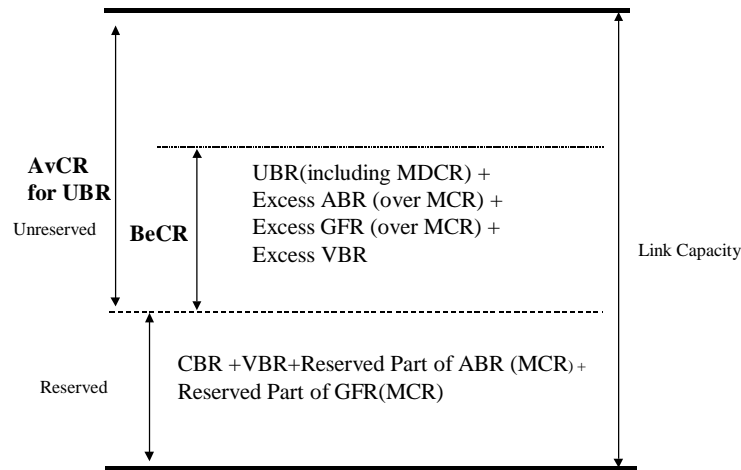 AvCR
for UBR
Unreserved
BeCR
UBR(including MDCR) +
Excess ABR (over MCR) +
Excess GFR (over MCR) +
Excess VBR
Link Capacity
Reserved
CBR +VBR+Reserved Part of ABR (MCR) +
Reserved Part of GFR(MCR)